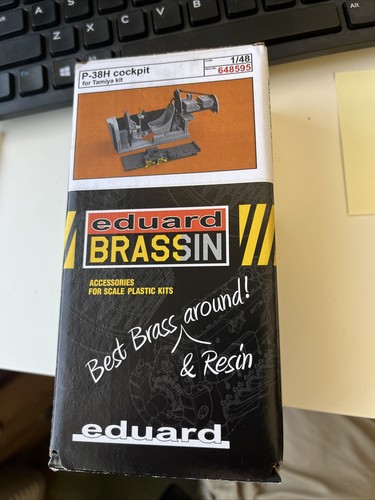 P-38H cockpit
for Tamiya kit
1/48
648595
eduard
BRASSIN
ACCESSORIES
FOR SCALE PLASTIC KITS
Best Brass around!
& Resin
eduard